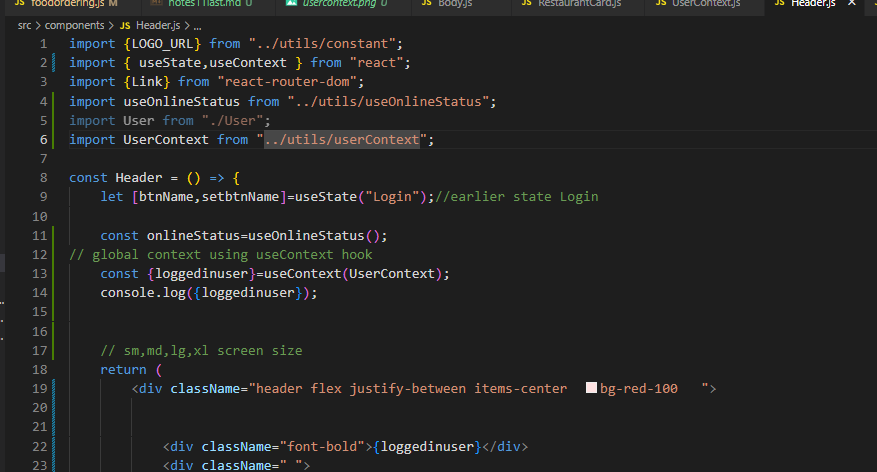 foodordering.js M notes11last.md U usercontext.png U Body.js JS RestaurantCard.js JS UserContext.js JS Header.js X
src > components > JS Header.js > ...
1 import {LOGO_URL} from "../utils/constant";
2 import { useState,useContext } from "react";
3 import {Link} from "react-router-dom";
4 import useOnlineStatus from "../utils/useOnlineStatus";
5 import User from "./User";
6 import UserContext from "../utils/userContext";
7
8 const Header = () => {
9 let [btnName,setbtnName]=useState("Login");//earlier state Login
10
11 const onlineStatus=useOnlineStatus();
12 // global context using useContext hook
13 const {loggedinuser}=useContext(UserContext);
14 console.log({loggedinuser});
15
16
17 // sm,md,lg,xl screen size
18 return (
19 <div className="header flex justify-between items-center bg-red-100 ">
20
21
22 <div className="font-bold">{loggedinuser}</div>
23 <div className=" ">